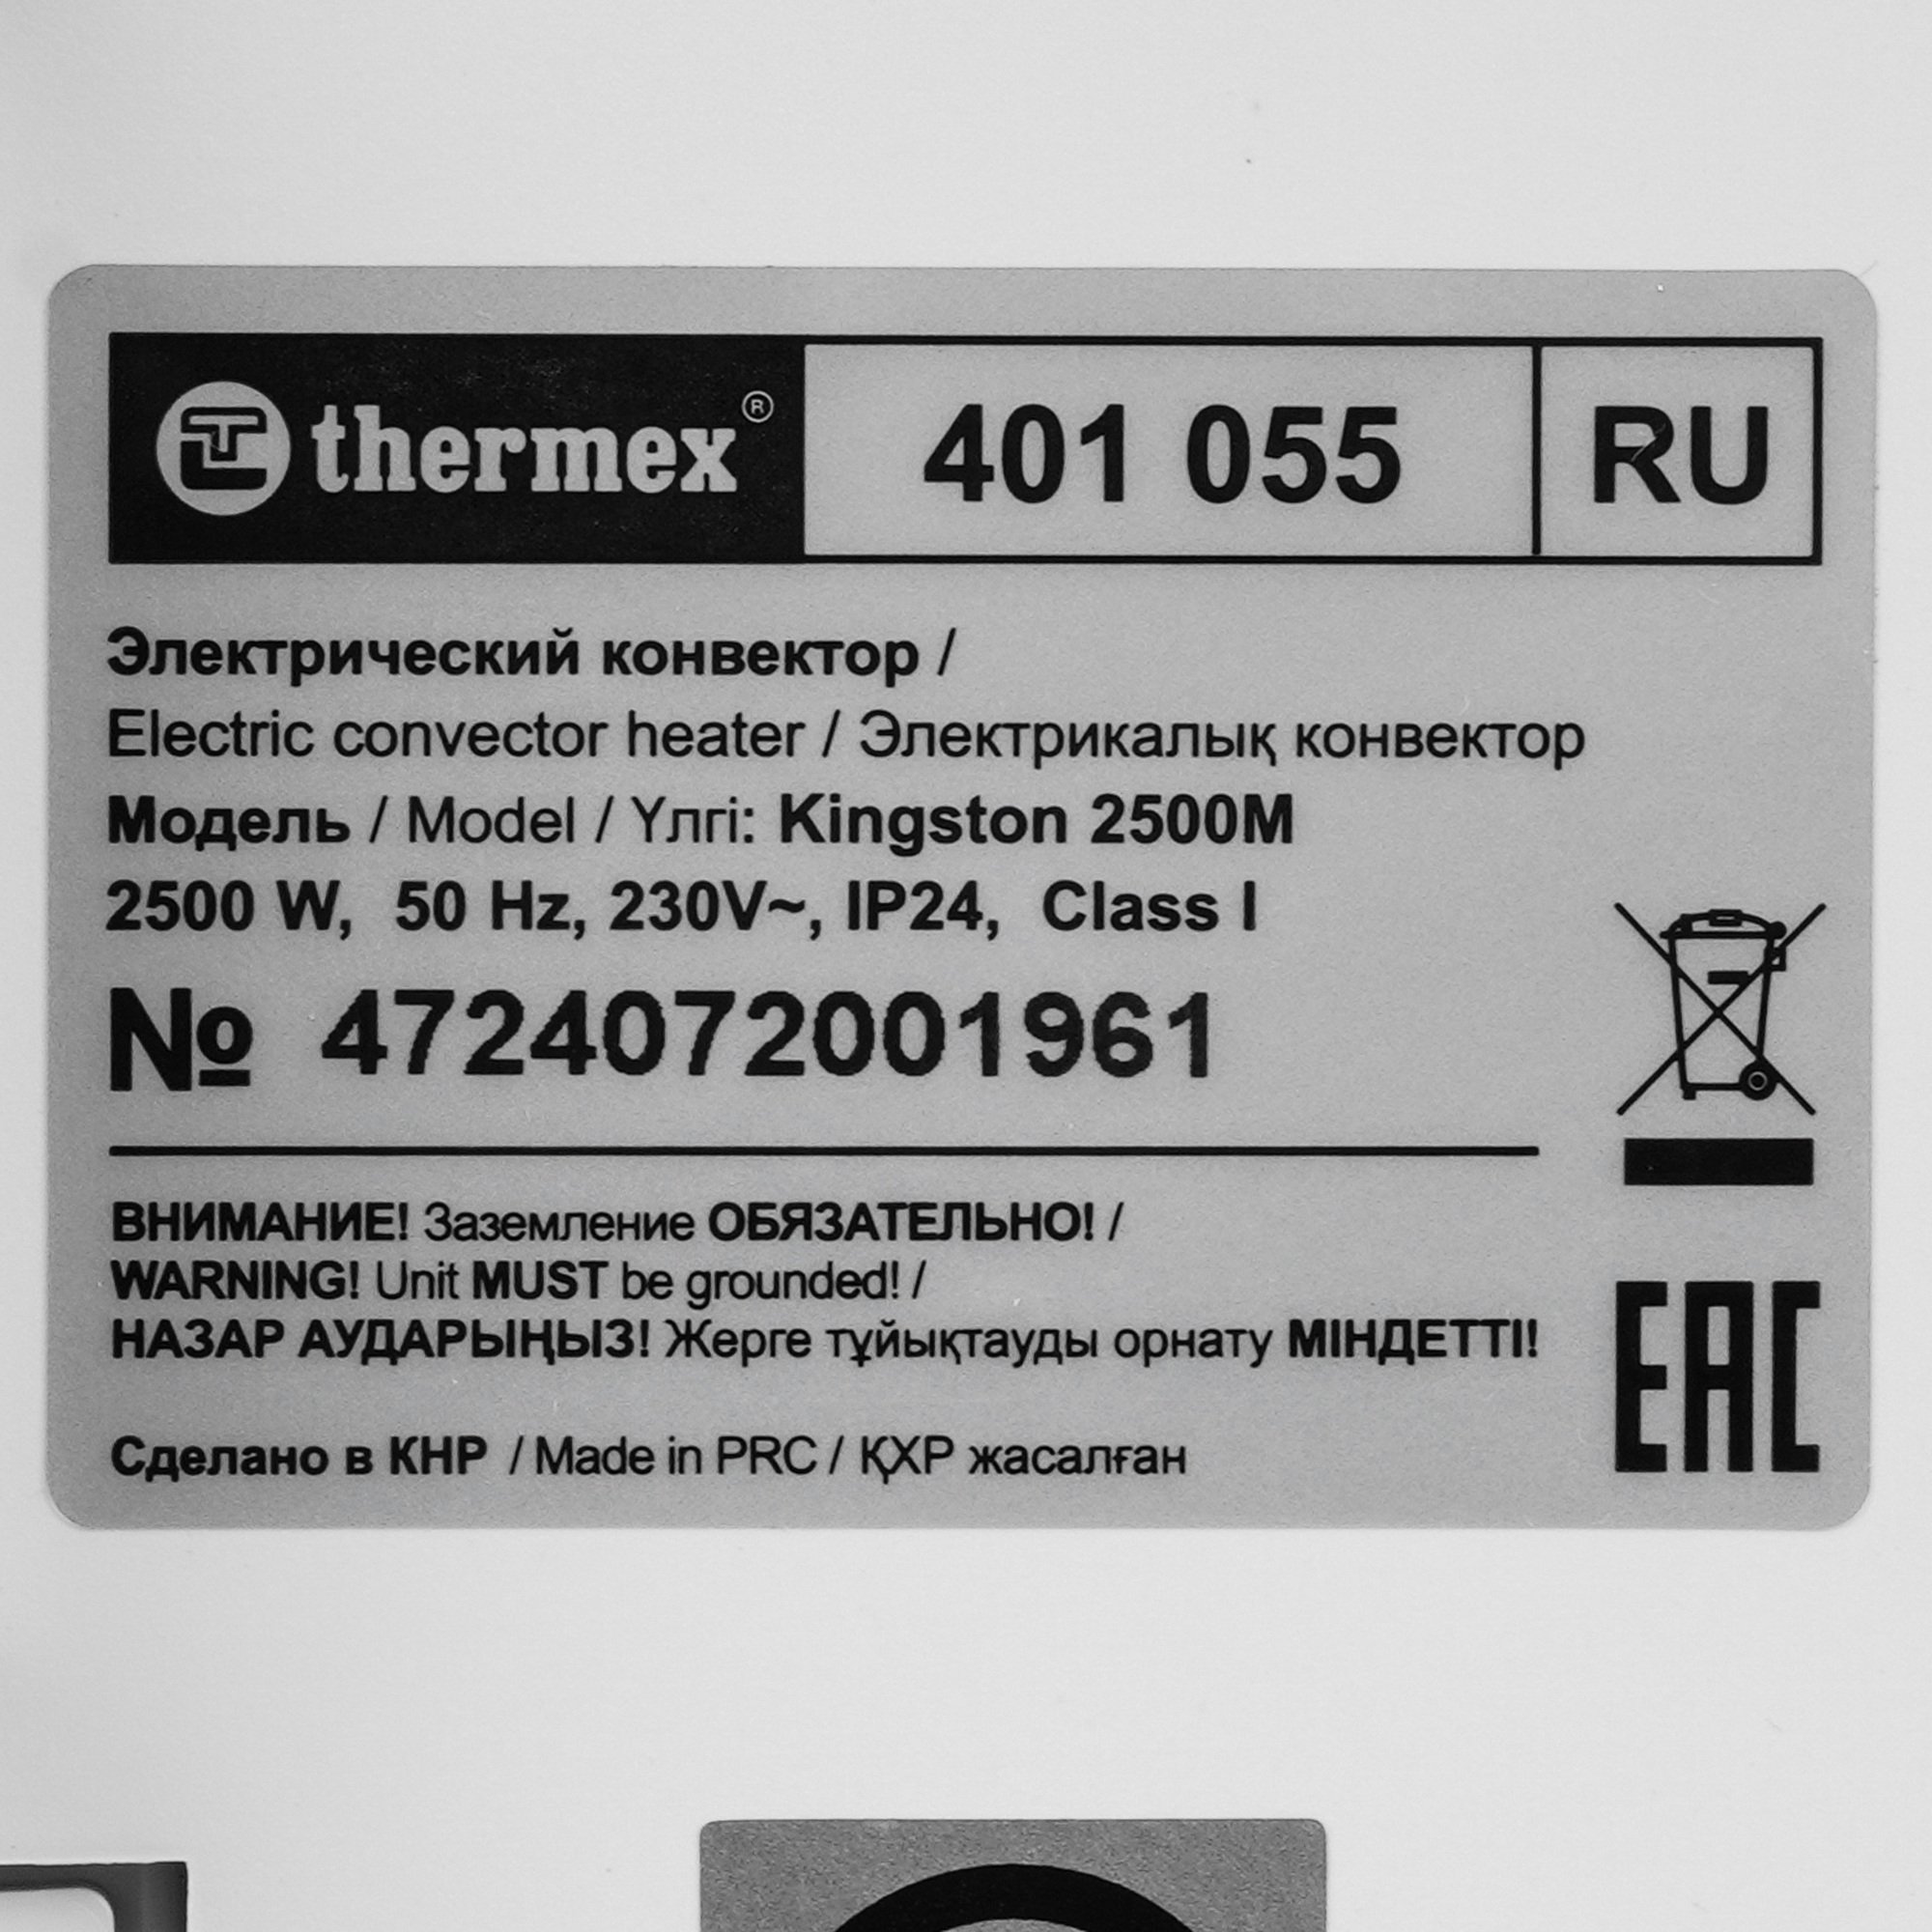 thermex® 401 055 RU
Электрический конвектор /
Electric convector heater / Электрикалық конвектор
Модель / Model / Үлгі: Kingston 2500M
2500 W, 50 Hz, 230V~, IP24, Class I
№ 4724072001961
ВНИМАНИЕ! Заземление ОБЯЗАТЕЛЬНО! /
WARNING! Unit MUST be grounded! /
НАЗАР АУДАРЫҢЫЗ! Жерге тұйықтауды орнату МІНДЕТТІ!
Сделано в КНР / Made in PRC / ҚХР жасалған
EAC